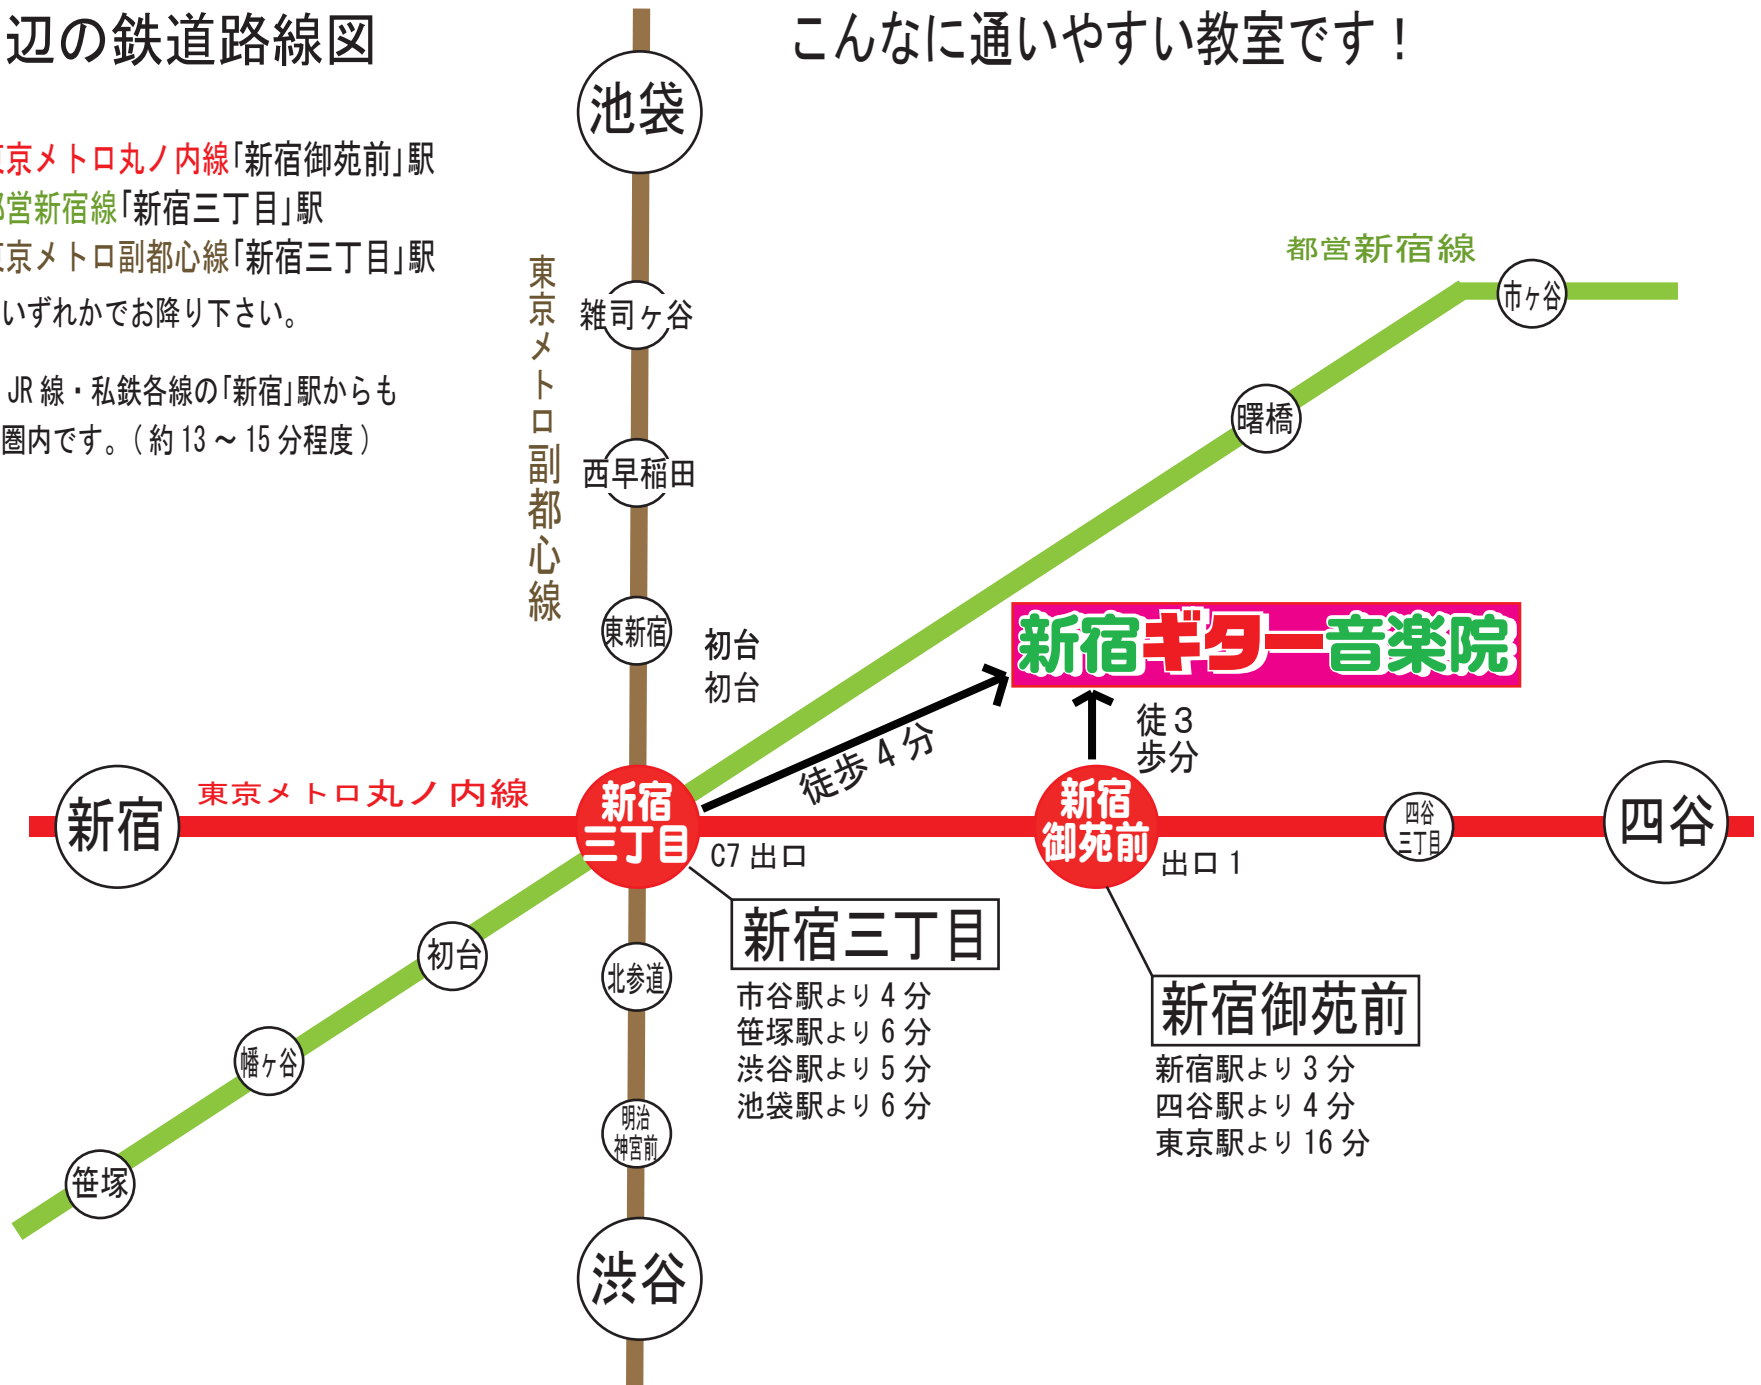 辺の鉄道路線図
こんなに通いやすい教室です！
京メトロ丸ノ内線「新宿御苑前」駅
営新宿線「新宿三丁目」駅
京メトロ副都心線「新宿三丁目」駅
いずれかでお降り下さい。
JR線・私鉄各線の「新宿」駅からも
圏内です。(約13～15分程度)
池袋
東京メトロ副都心線
雑司ヶ谷
西早稲田
東新宿
都営新宿線
市ヶ谷
曙橋
初台
初台
新宿ギター音楽院
徒歩4分
徒歩3分
新宿
東京メトロ丸ノ内線
新宿
三丁目
C7出口
新宿
御苑前
出口1
四谷
三丁目
四谷
初台
幡ヶ谷
笹塚
北参道
明治
神宮前
渋谷
新宿三丁目
市谷駅より4分
笹塚駅より6分
渋谷駅より5分
池袋駅より6分
新宿御苑前
新宿駅より3分
四谷駅より4分
東京駅より16分